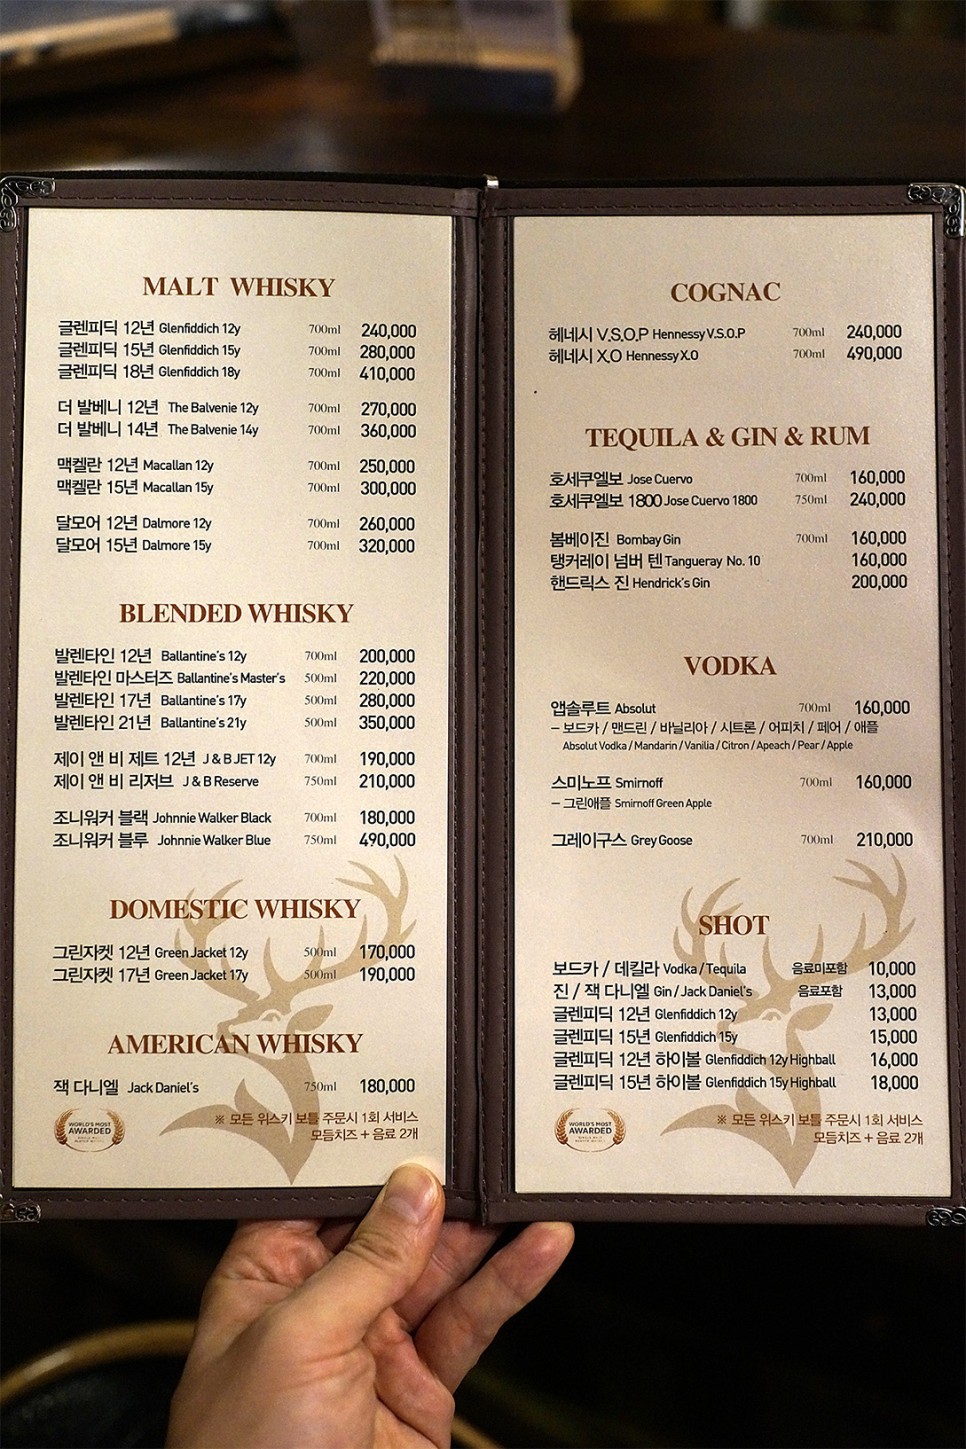 MALT WHISKY
글렌피딕 12년 Glenfiddich 12y 700ml 240,000
글렌피딕 15년 Glenfiddich 15y 700ml 280,000
글렌피딕 18년 Glenfiddich 18y 700ml 410,000
더 발베니 12년 The Balvenie 12y 700ml 270,000
더 발베니 14년 The Balvenie 14y 700ml 360,000
맥켈란 12년 Macallan 12y 700ml 250,000
맥켈란 15년 Macallan 15y 700ml 300,000
달모어 12년 Dalmore 12y 700ml 260,000
달모어 15년 Dalmore 15y 700ml 320,000
BLENDED WHISKY
발렌타인 12년 Ballantine's 12y 700ml 200,000
발렌타인 마스터즈 Ballantine's Master's 500ml 220,000
발렌타인 17년 Ballantine's 17y 500ml 280,000
발렌타인 21년 Ballantine's 21y 500ml 350,000
제이 앤 비 제트 12년 J & B JET 12y 700ml 190,000
제이 앤 비 리저브 J & B Reserve 750ml 210,000
조니워커 블랙 Johnnie Walker Black 700ml 180,000
조니워커 블루 Johnnie Walker Blue 750ml 490,000
DOMESTIC WHISKY
그린자켓 12년 Green Jacket 12y 500ml 170,000
그린자켓 17년 Green Jacket 17y 500ml 190,000
AMERICAN WHISKY
잭 다니엘 Jack Daniel's 750ml 180,000
※ 모든 위스키 보틀 주문시 1회 서비스
모듬치즈 + 음료 2개
WORLD'S MOST
AWARDED
COGNAC
헤네시 V.S.O.P Hennessy V.S.O.P 700ml 240,000
헤네시 X.O Hennessy X.O 700ml 490,000
TEQUILA & GIN & RUM
호세쿠엘보 Jose Cuervo 700ml 160,000
호세쿠엘보 1800 Jose Cuervo 1800 750ml 240,000
봄베이진 Bombay Gin 700ml 160,000
탱커레이 넘버 텐 Tangueray No. 10 160,000
핸드릭스 진 Hendrick's Gin 200,000
VODKA
앱솔루트 Absolut 700ml 160,000
– 보드카 / 맨드린 / 바닐리아 / 시트론 / 어피치 / 페어 / 애플
Absolut Vodka / Mandarin / Vanilia / Citron / Apeach / Pear / Apple
스미노프 Smirnoff 700ml 160,000
– 그린애플 Smirnoff Green Apple
그레이구스 Grey Goose 700ml 210,000
SHOT
보드카 / 데킬라 Vodka / Tequila 음료미포함 10,000
진 / 잭 다니엘 Gin / Jack Daniel's 음료포함 13,000
글렌피딕 12년 Glenfiddich 12y 13,000
글렌피딕 15년 Glenfiddich 15y 15,000
글렌피딕 12년 하이볼 Glenfiddich 12y Highball 16,000
글렌피딕 15년 하이볼 Glenfiddich 15y Highball 18,000
※ 모든 위스키 보틀 주문시 1회 서비스
모듬치즈 + 음료 2개
WORLD'S MOST
AWARDED